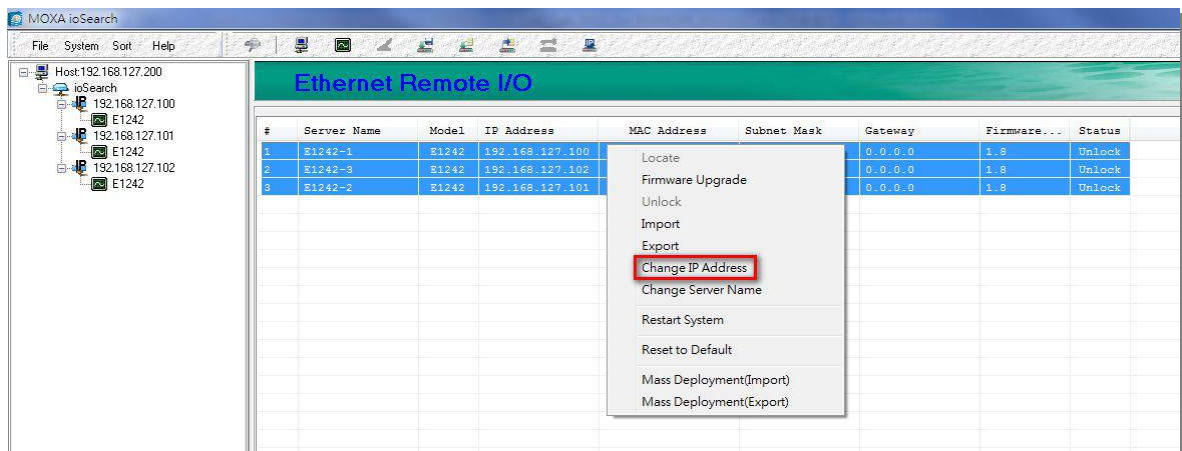 MOXA ioSearch
File System Sort Help
Host:192.168.127.200
ioSearch
192.168.127.100
E1242
192.168.127.101
E1242
192.168.127.102
E1242
Ethernet Remote I/O
# Server Name Model IP Address MAC Address Subnet Mask Gateway Firmware... Status
1 E1242-1 E1242 192.168.127.100 0.0.0.0 1.8 Unlock
2 E1242-3 E1242 192.168.127.102 0.0.0.0 1.8 Unlock
3 E1242-2 E1242 192.168.127.101 0.0.0.0 1.8 Unlock
Locate
Firmware Upgrade
Unlock
Import
Export
Change IP Address
Change Server Name
Restart System
Reset to Default
Mass Deployment(Import)
Mass Deployment(Export)